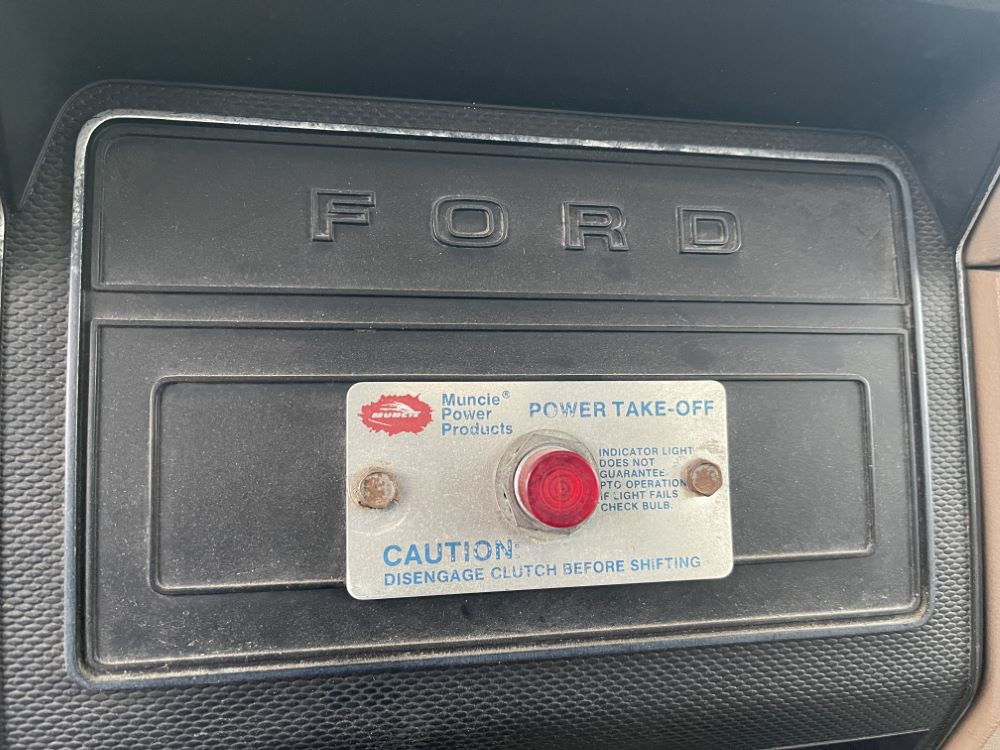 FORD
MUNCIE
Muncie®
Power
Products
POWER TAKE-OFF
INDICATOR LIGHT
DOES NOT
GUARANTEE
PTO OPERATION
IF LIGHT FAILS
CHECK BULB.
CAUTION:
DISENGAGE CLUTCH BEFORE SHIFTING